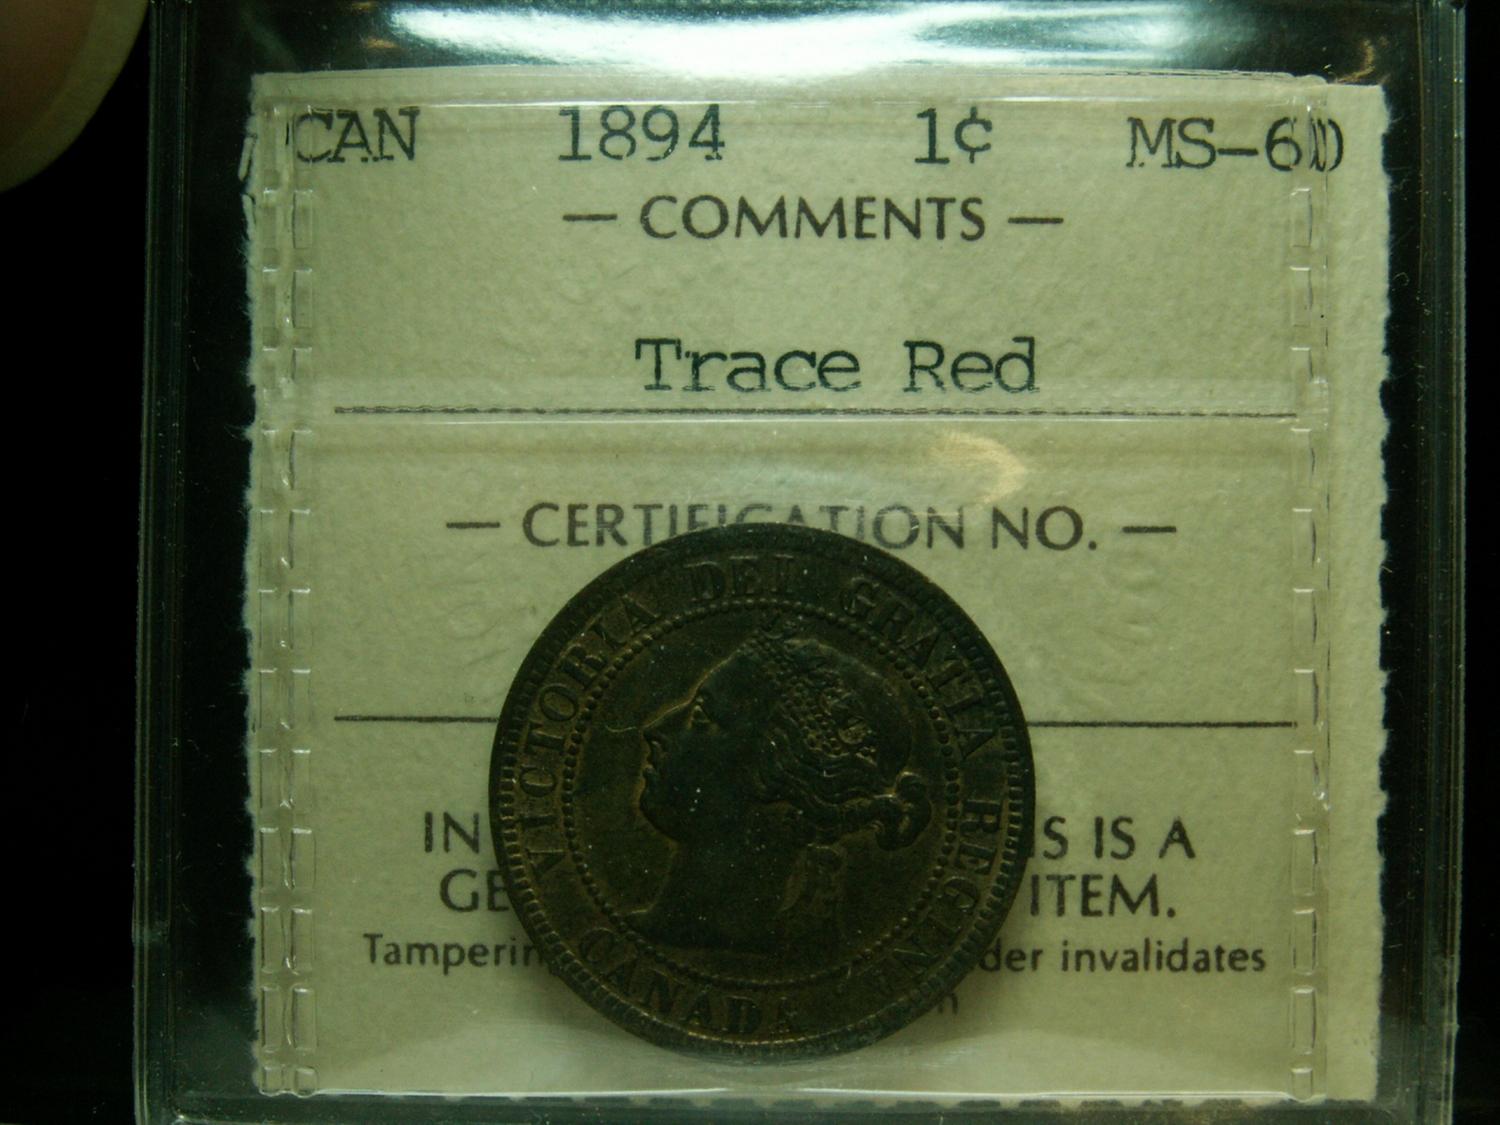 CAN 1894 1¢ MS-60
— COMMENTS —
Trace Red
— CERTIFICATION NO. —
VICTORIA DEI GRATIA REGINA
CANADA
IN S IS A
GE ITEM.
Tamperin der invalidates
n